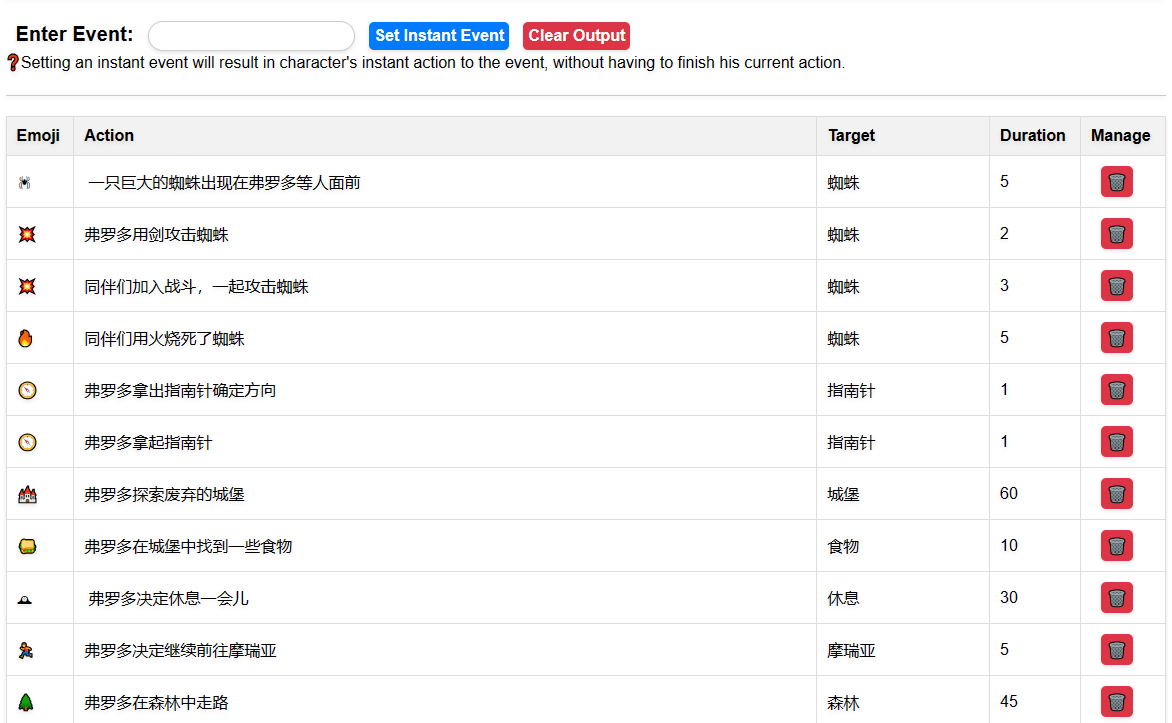 Enter Event: Set Instant Event Clear Output
❓Setting an instant event will result in character's instant action to the event, without having to finish his current action.
Emoji Action Target Duration Manage
一只巨大的蜘蛛出现在弗罗多等人面前 蜘蛛 5
弗罗多用剑攻击蜘蛛 蜘蛛 2
同伴们加入战斗，一起攻击蜘蛛 蜘蛛 3
同伴们用火烧死了蜘蛛 蜘蛛 5
弗罗多拿出指南针确定方向 指南针 1
弗罗多拿起指南针 指南针 1
弗罗多探索废弃的城堡 城堡 60
弗罗多在城堡中找到一些食物 食物 10
弗罗多决定休息一会儿 休息 30
弗罗多决定继续前往摩瑞亚 摩瑞亚 5
弗罗多在森林中走路 森林 45